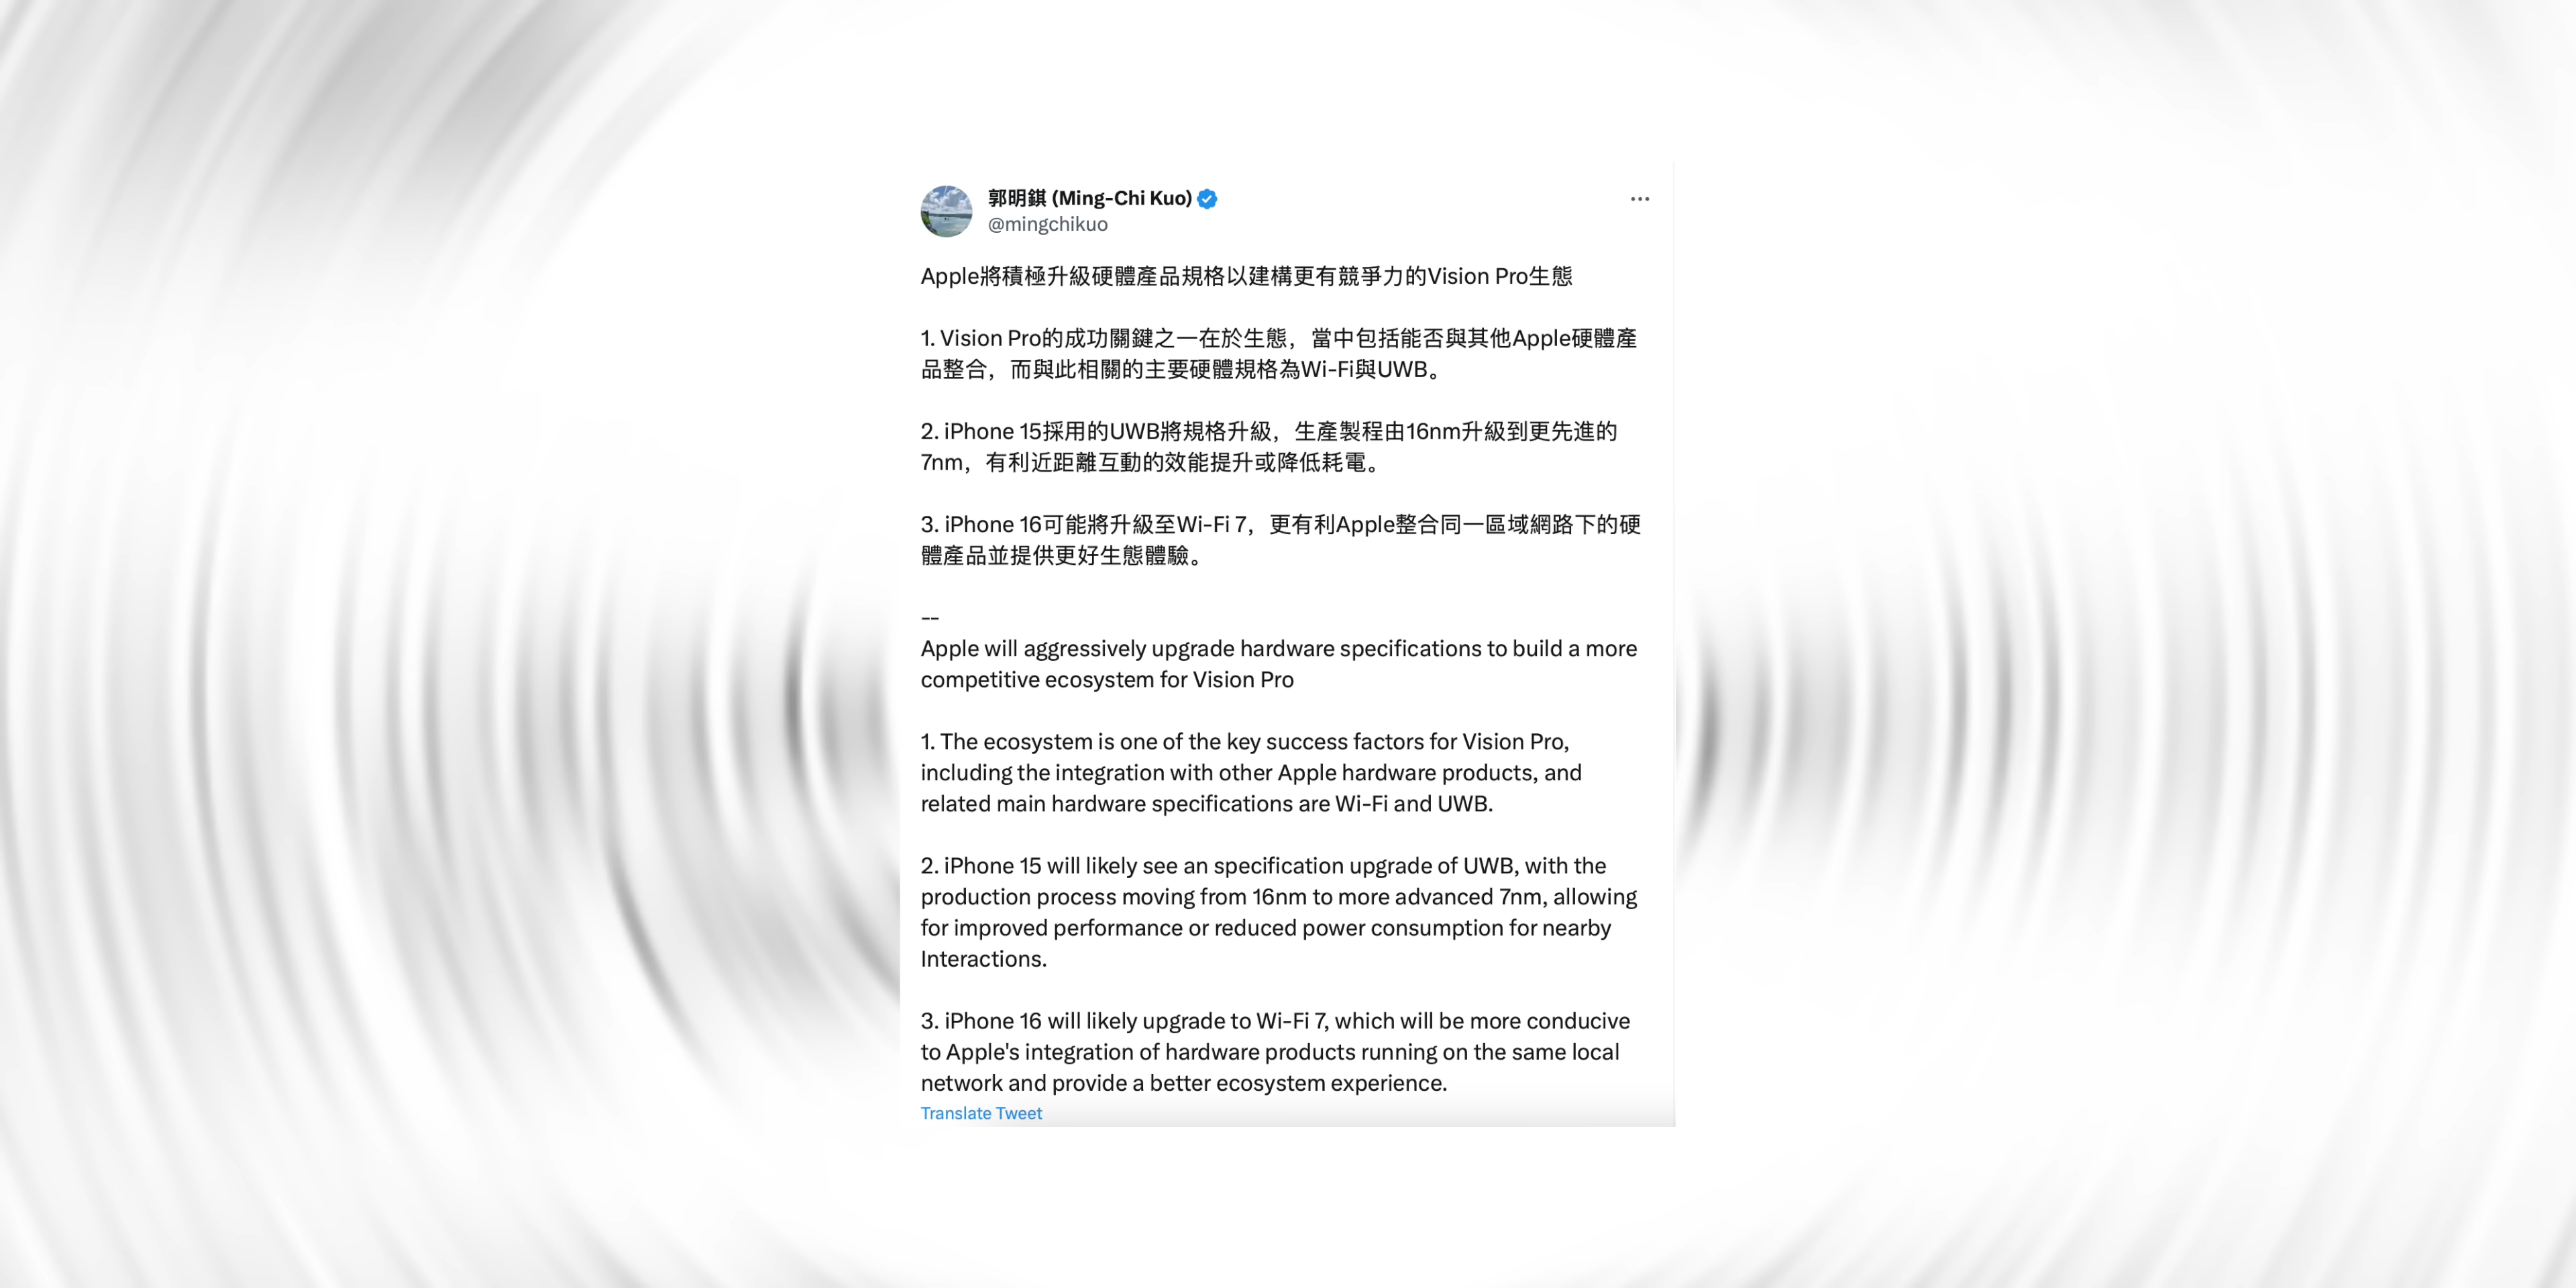 郭明錤 (Ming-Chi Kuo)
@mingchikuo
Apple將積極升級硬體產品規格以建構更有競爭力的Vision Pro生態
1. Vision Pro的成功關鍵之一在於生態，當中包括能否與其他Apple硬體產
品整合，而與此相關的主要硬體規格為Wi-Fi與UWB。
2. iPhone 15採用的UWB將規格升級，生產製程由16nm升級到更先進的
7nm，有利近距離互動的效能提升或降低耗電。
3. iPhone 16可能將升級至Wi-Fi 7，更有利Apple整合同一區域網路下的硬
體產品並提供更好生態體驗。
--
Apple will aggressively upgrade hardware specifications to build a more
competitive ecosystem for Vision Pro
1. The ecosystem is one of the key success factors for Vision Pro,
including the integration with other Apple hardware products, and
related main hardware specifications are Wi-Fi and UWB.
2. iPhone 15 will likely see an specification upgrade of UWB, with the
production process moving from 16nm to more advanced 7nm, allowing
for improved performance or reduced power consumption for nearby
Interactions.
3. iPhone 16 will likely upgrade to Wi-Fi 7, which will be more conducive
to Apple's integration of hardware products running on the same local
network and provide a better ecosystem experience.
Translate Tweet